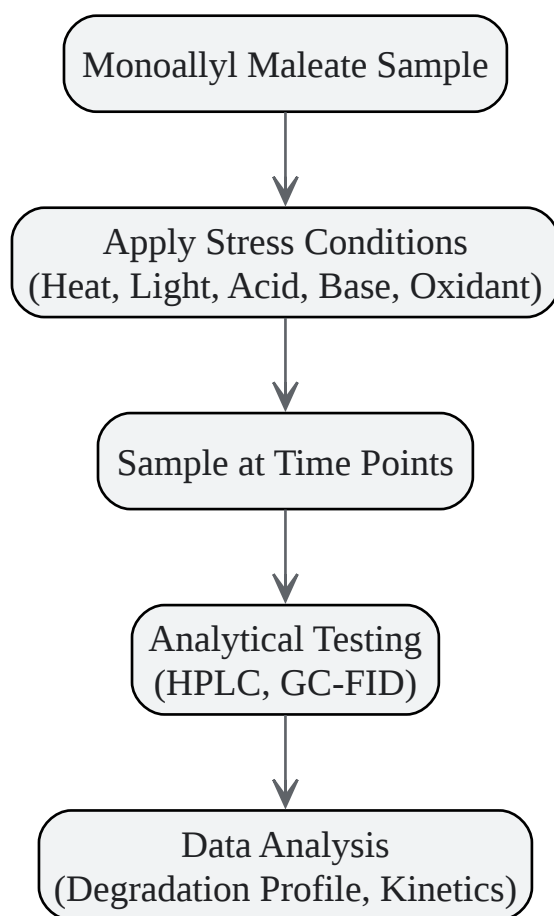 Monoallyl Maleate Sample
Apply Stress Conditions
(Heat, Light, Acid, Base, Oxidant)
Sample at Time Points
Analytical Testing
(HPLC, GC-FID)
Data Analysis
(Degradation Profile, Kinetics)